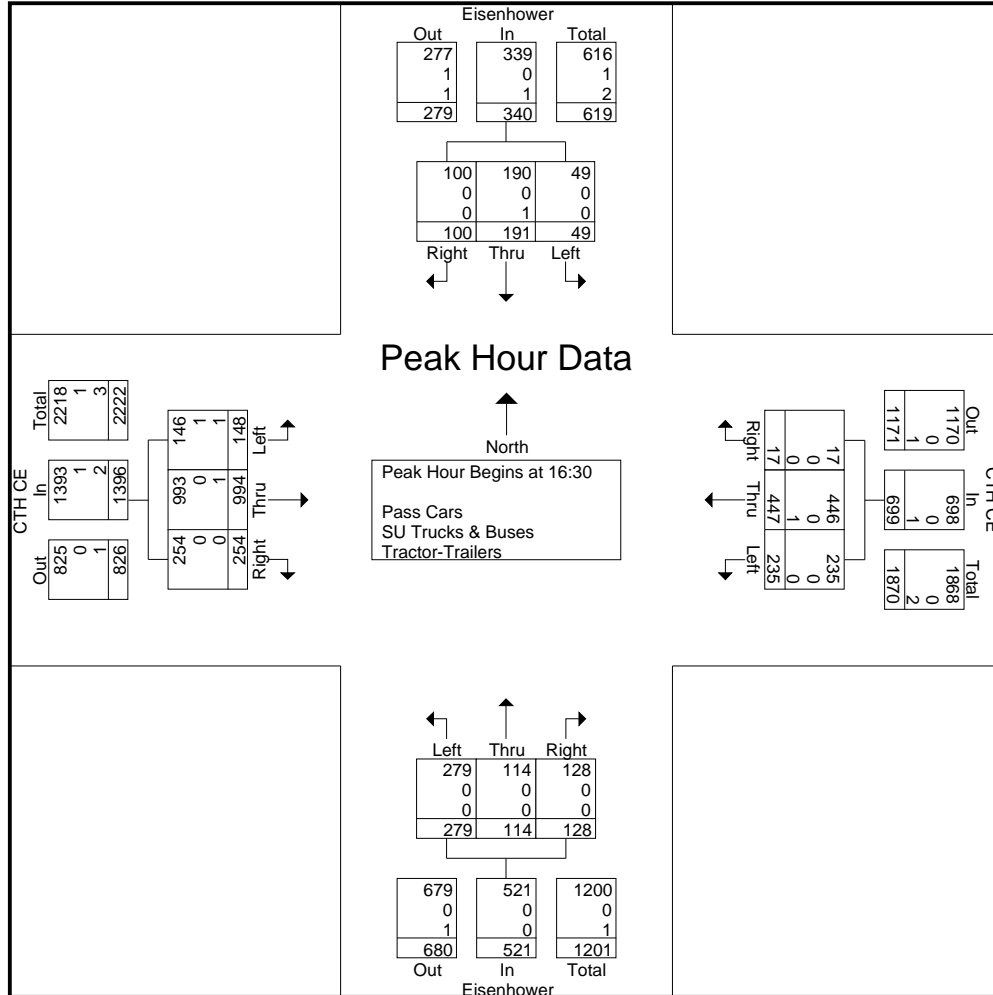 Eisenhower
Out In Total
277 339 616
1 0 1
1 1 2
279 340 619
100 190 49
0 0 0
0 1 0
100 191 49
Right Thru Left
Peak Hour Data
North
Peak Hour Begins at 16:30
Pass Cars
SU Trucks & Buses
Tractor-Trailers
CTH CE
Total
2218
1
3
2222
In
1393
1
2
1396
Out
825
0
1
826
Left
146
1
1
148
Thru
993
0
1
994
Right
254
0
0
254
Right
17
0
0
17
Thru
446
0
1
447
Left
235
0
0
235
CTH CE
Out
1170
0
1
1171
In
698
0
1
699
Total
1868
0
2
1870
Left Thru Right
279 114 128
0 0 0
0 0 0
279 114 128
679 521 1200
0 0 0
1 0 1
680 521 1201
Out In Total
Eisenhower